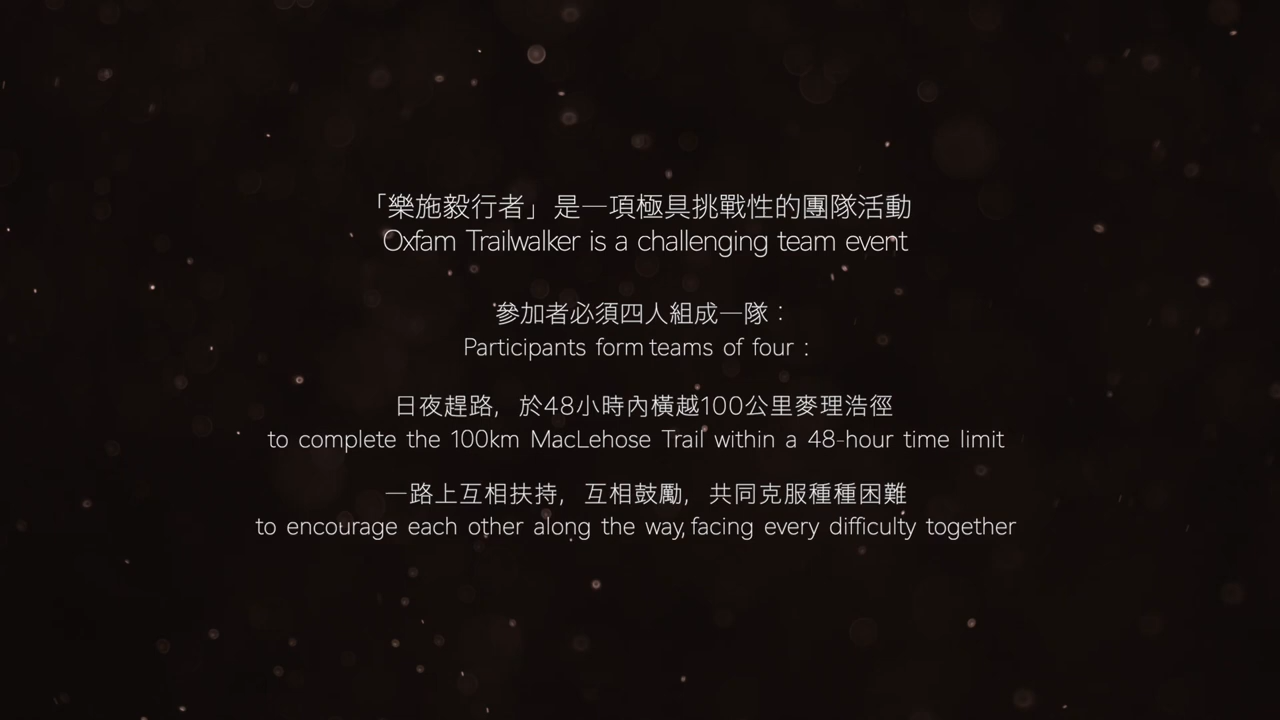 「樂施毅行者」是一項極具挑戰性的團隊活動
Oxfam Trailwalker is a challenging team event
參加者必須四人組成一隊：
Participants form teams of four :
日夜趕路，於48小時內橫越100公里麥理浩徑
to complete the 100km MacLehose Trail within a 48-hour time limit
一路上互相扶持，互相鼓勵，共同克服種種困難
to encourage each other along the way, facing every difficulty together